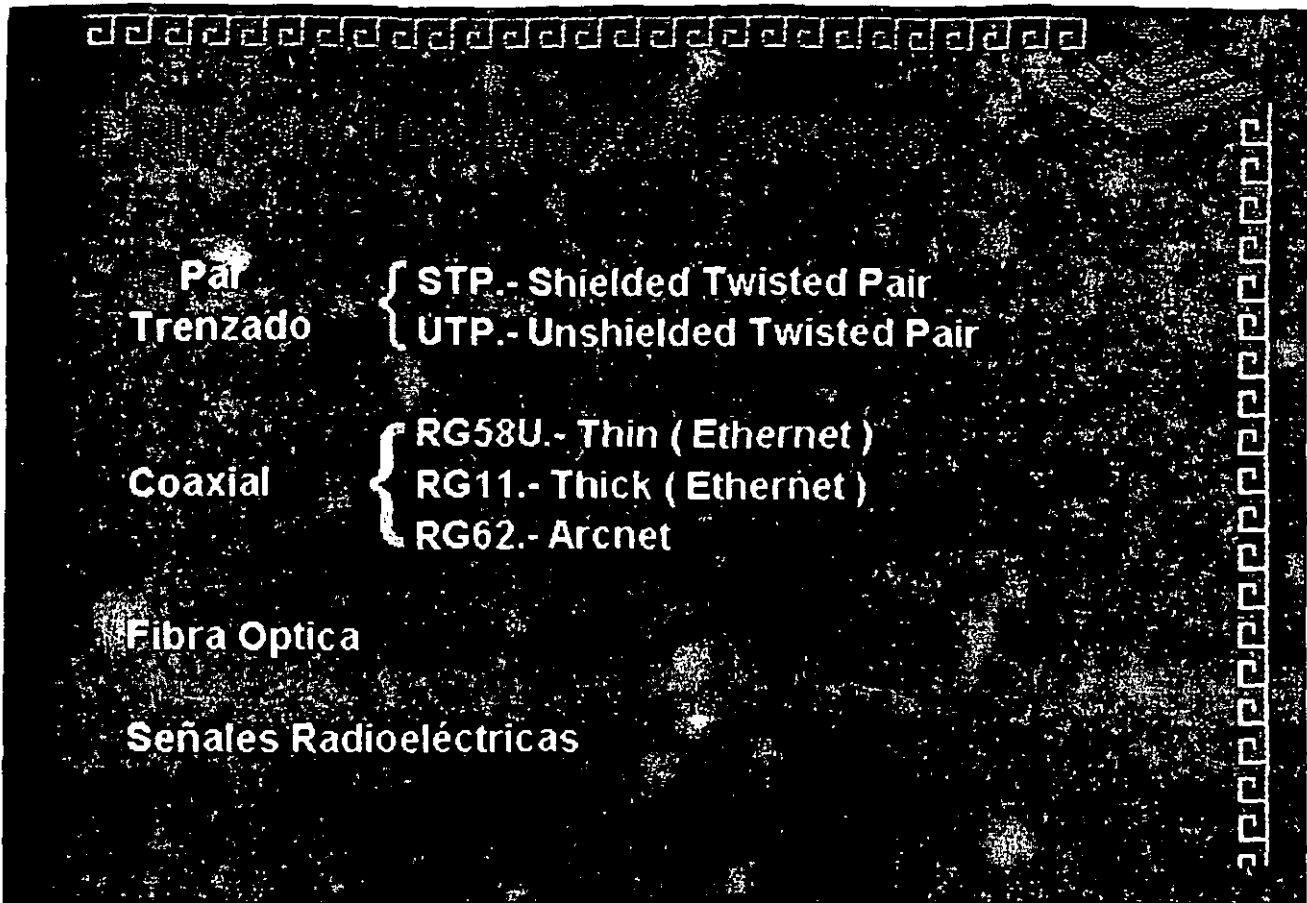 Par
Trenzado
STP.- Shielded Twisted Pair
UTP.- Unshielded Twisted Pair
Coaxial
RG58U.- Thin ( Ethernet )
RG11.- Thick ( Ethernet )
RG62.- Arcnet
Fibra Optica
Señales Radioeléctricas